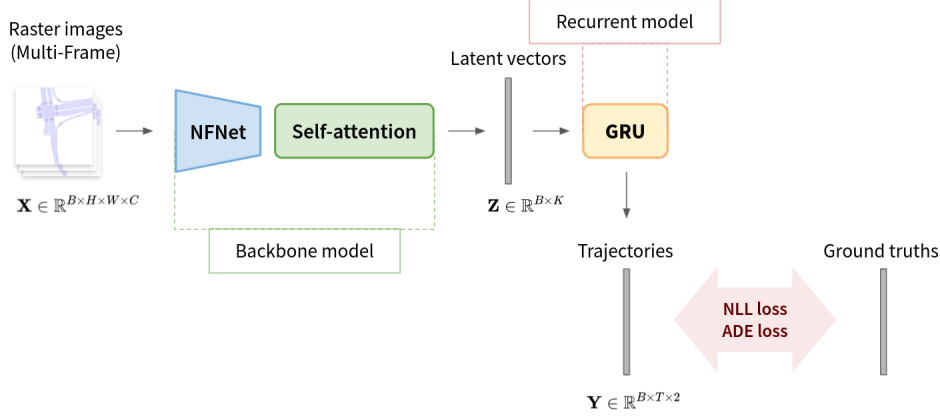 Raster images
(Multi-Frame)
NFNet
Self-attention
Latent vectors
Recurrent model
GRU
X ∈ ℝ^{B×H×W×C}
Z ∈ ℝ^{B×K}
Backbone model
Trajectories
Ground truths
NLL loss
ADE loss
Y ∈ ℝ^{B×T×2}